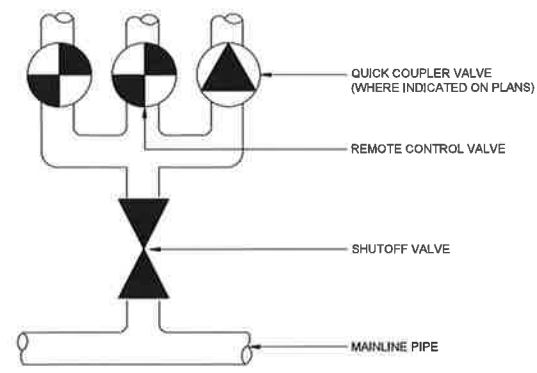 QUICK COUPLER VALVE
(WHERE INDICATED ON PLANS)
REMOTE CONTROL VALVE
SHUTOFF VALVE
MAINLINE PIPE